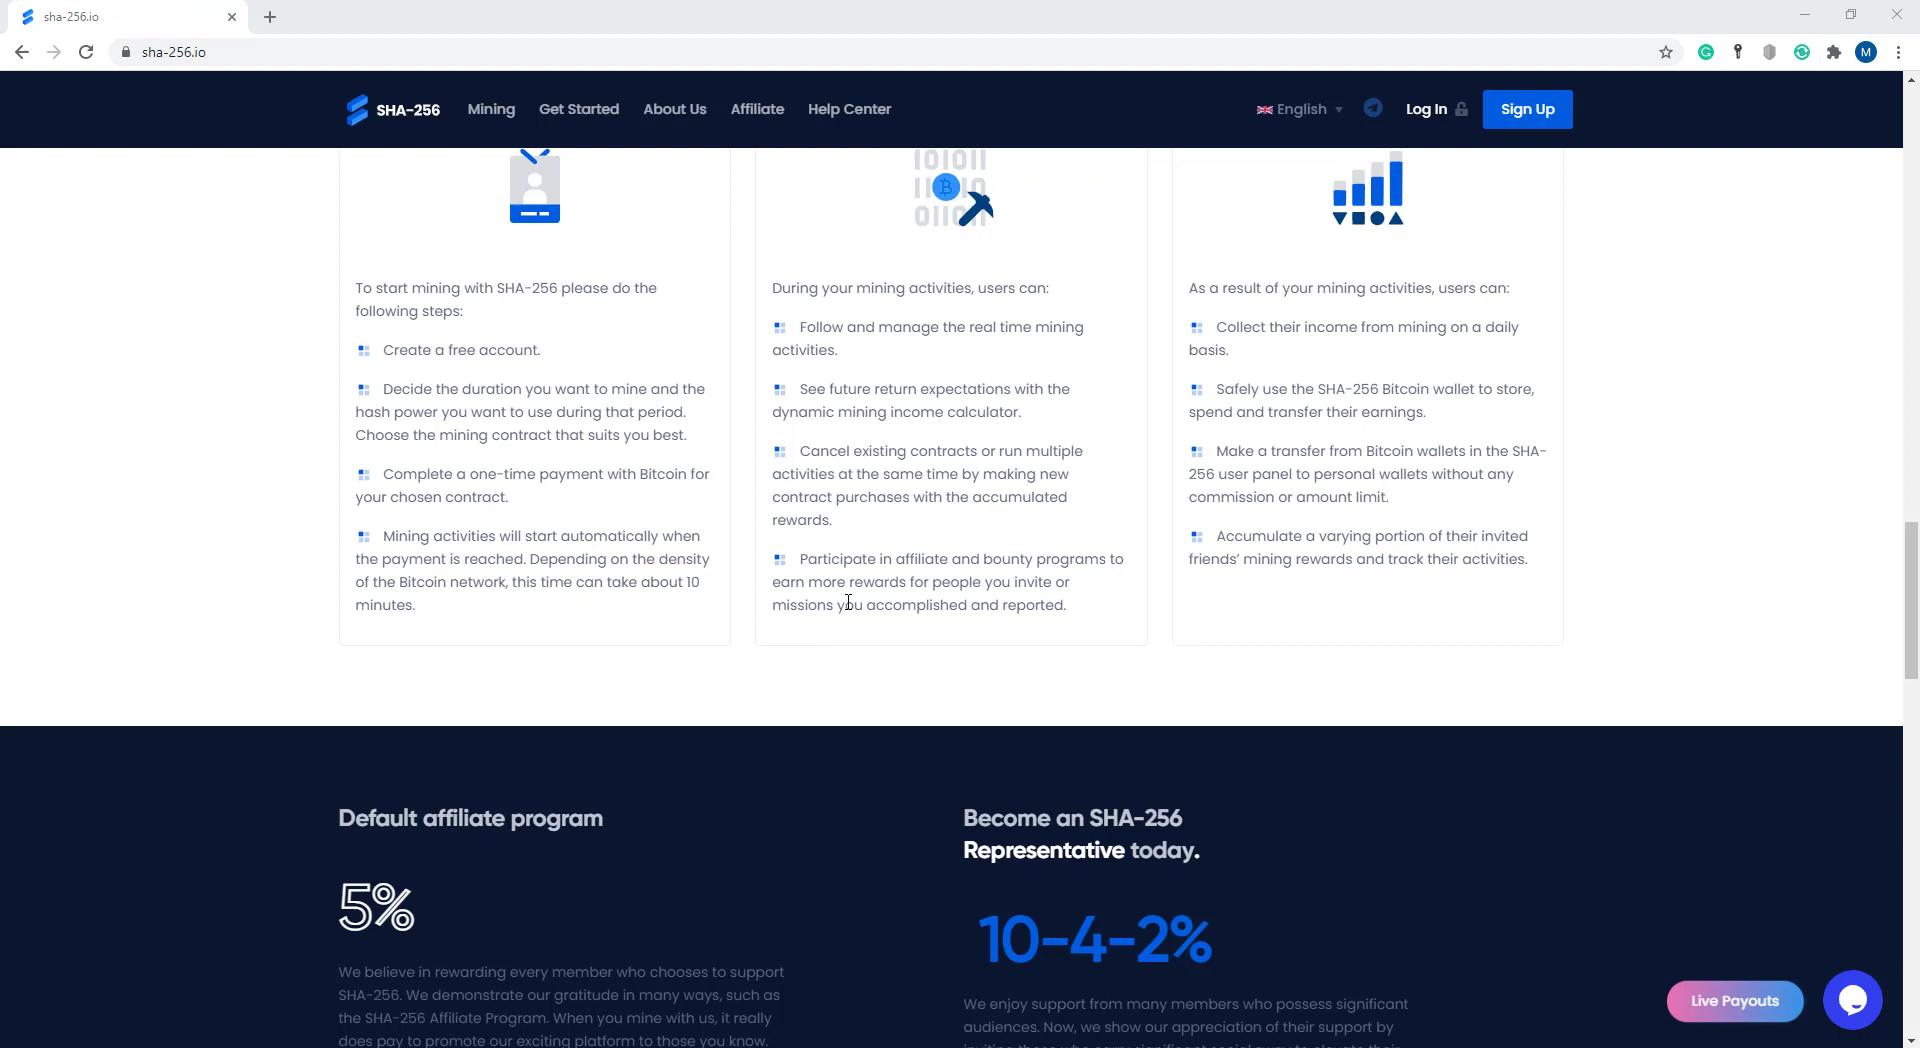 sha-256.io
sha-256.io
M
SHA-256
Mining
Get Started
About Us
Affiliate
Help Center
English
Log In
Sign Up
To start mining with SHA-256 please do the
following steps:
Create a free account.
Decide the duration you want to mine and the
hash power you want to use during that period.
Choose the mining contract that suits you best.
Complete a one-time payment with Bitcoin for
your chosen contract.
Mining activities will start automatically when
the payment is reached. Depending on the density
of the Bitcoin network, this time can take about 10
minutes.
During your mining activities, users can:
Follow and manage the real time mining
activities.
See future return expectations with the
dynamic mining income calculator.
Cancel existing contracts or run multiple
activities at the same time by making new
contract purchases with the accumulated
rewards.
Participate in affiliate and bounty programs to
earn more rewards for people you invite or
missions you accomplished and reported.
As a result of your mining activities, users can:
Collect their income from mining on a daily
basis.
Safely use the SHA-256 Bitcoin wallet to store,
spend and transfer their earnings.
Make a transfer from Bitcoin wallets in the SHA-
256 user panel to personal wallets without any
commission or amount limit.
Accumulate a varying portion of their invited
friends' mining rewards and track their activities.
Default affiliate program
5%
We believe in rewarding every member who chooses to support
SHA-256. We demonstrate our gratitude in many ways, such as
the SHA-256 Affiliate Program. When you mine with us, it really
does pay to promote our exciting platform to those you know.
Become an SHA-256
Representative today.
10-4-2%
We enjoy support from many members who possess significant
audiences. Now, we show our appreciation of their support by
Live Payouts